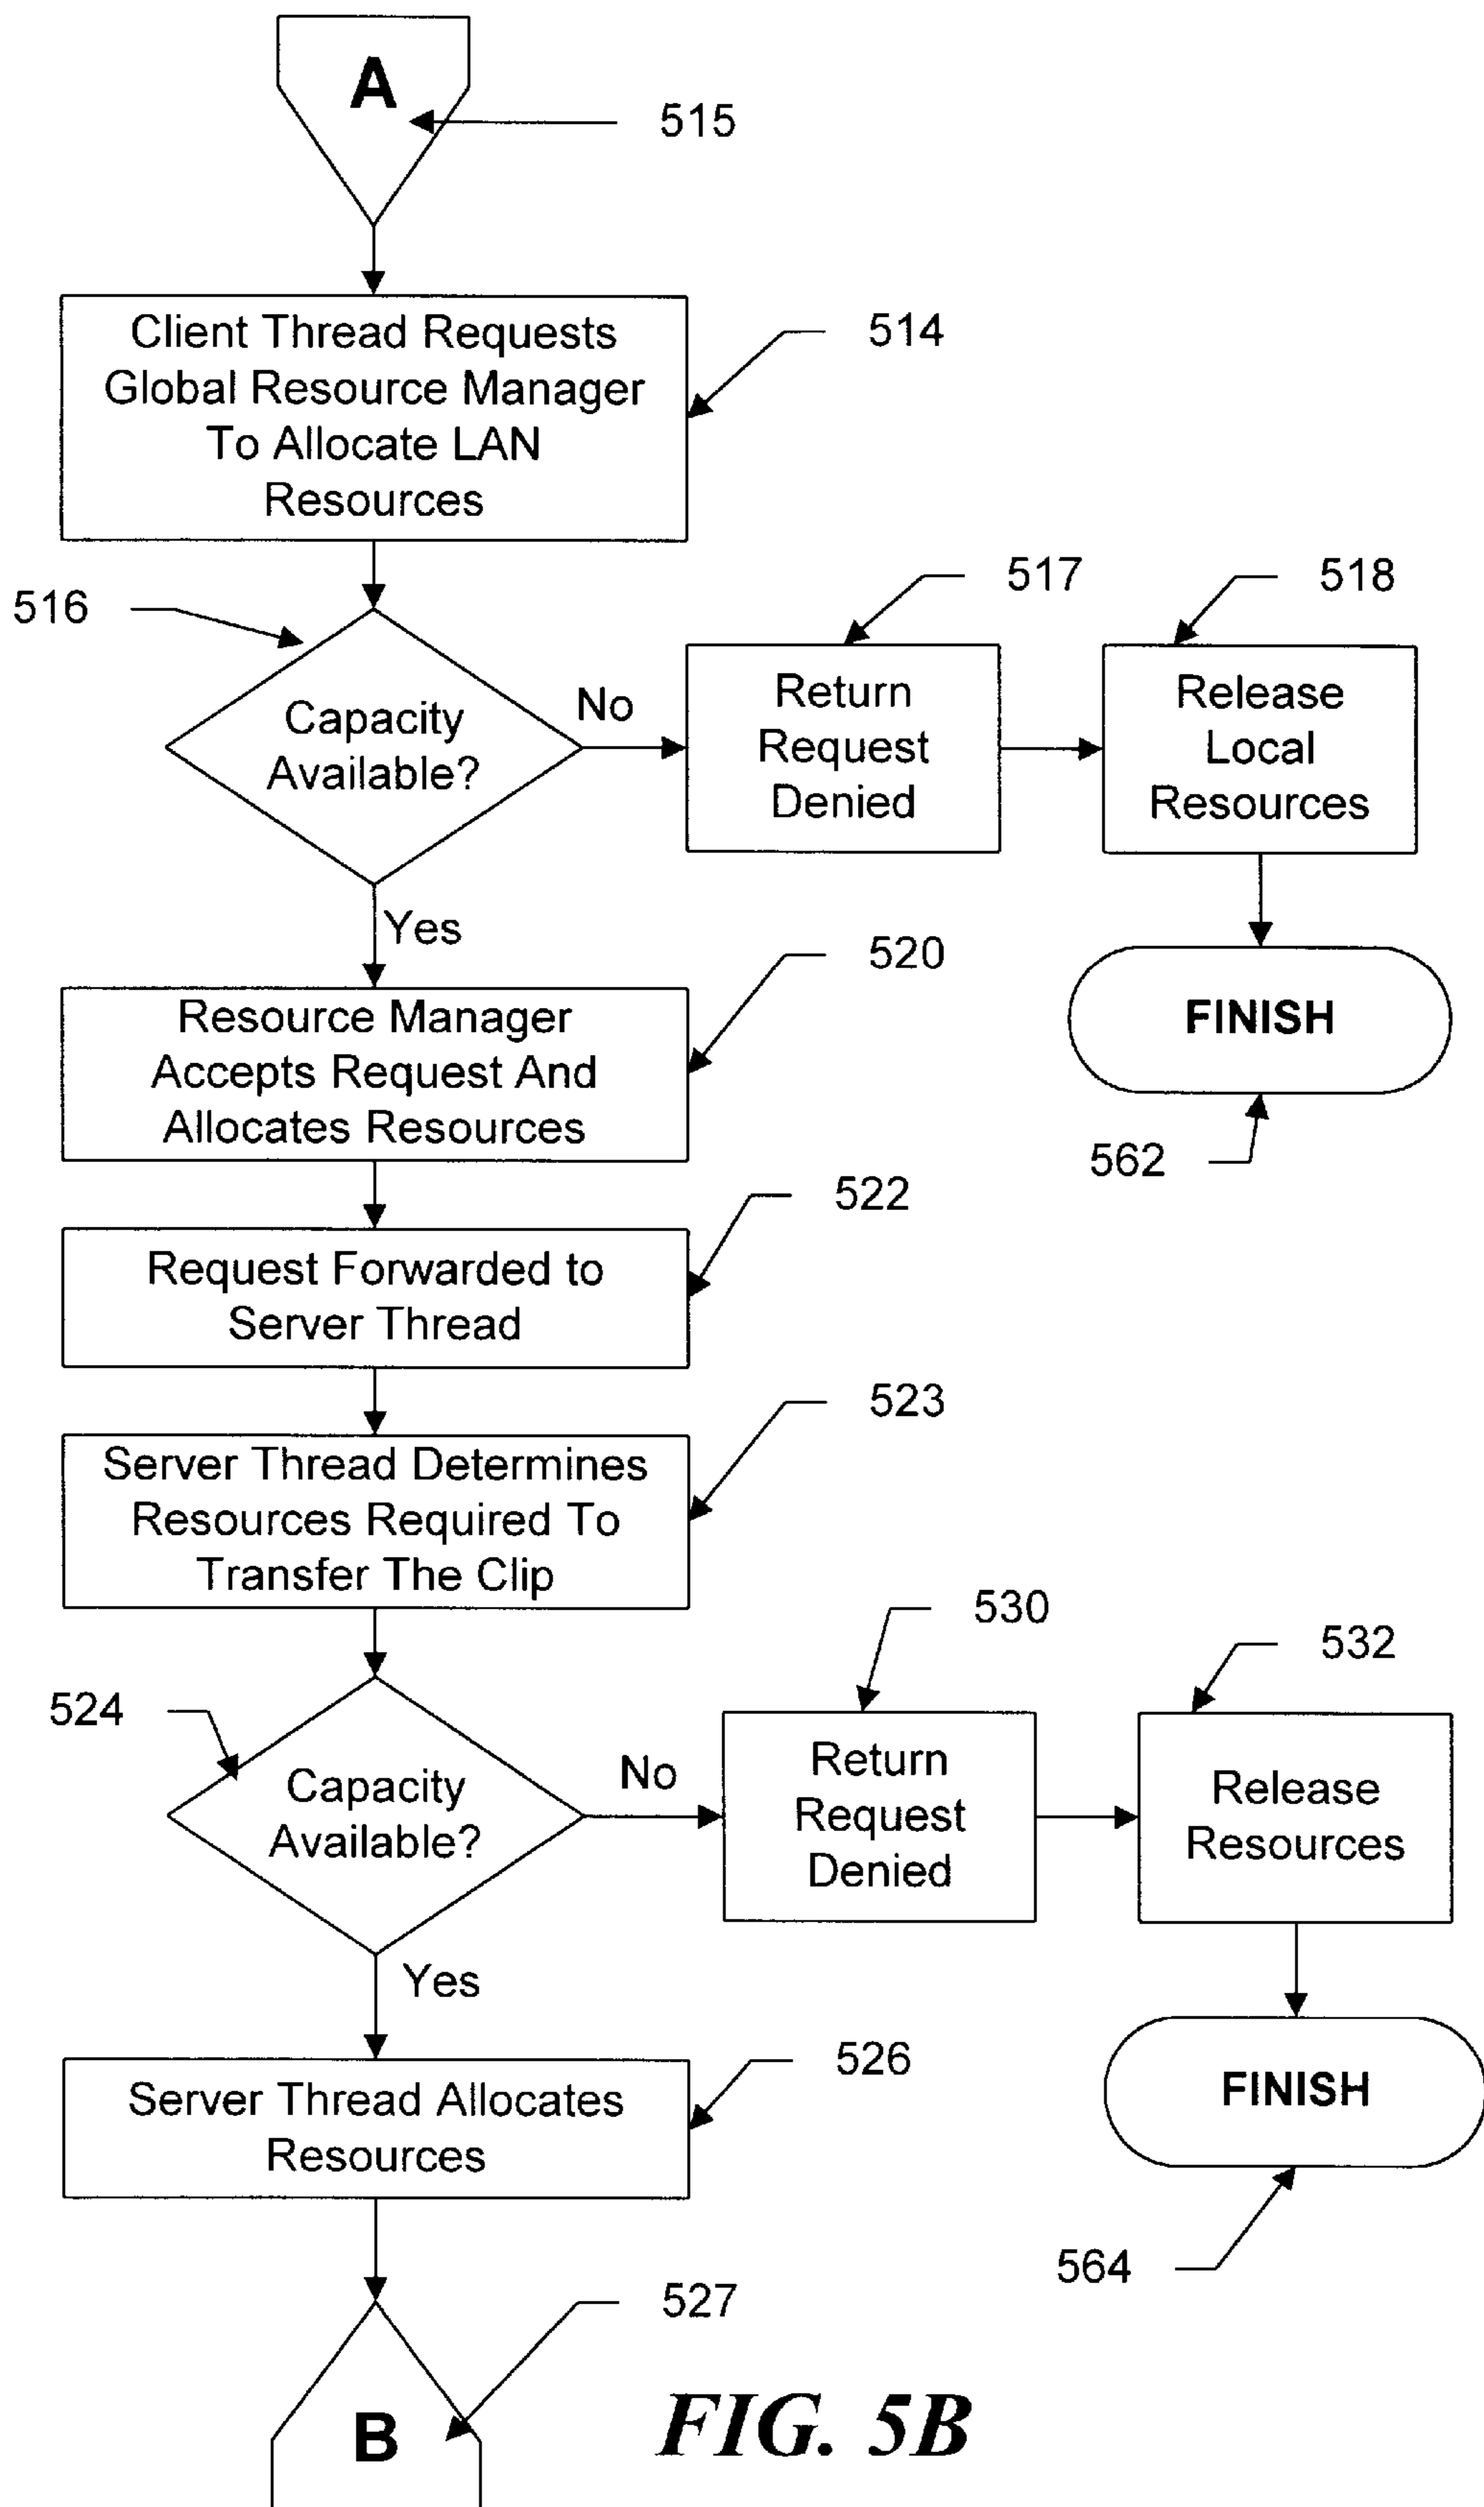 A
515
Client Thread Requests
Global Resource Manager
To Allocate LAN
Resources
514
516
Capacity
Available?
No
517
Return
Request
Denied
518
Release
Local
Resources
Yes
520
Resource Manager
Accepts Request And
Allocates Resources
FINISH
562
522
Request Forwarded to
Server Thread
523
Server Thread Determines
Resources Required To
Transfer The Clip
524
Capacity
Available?
No
530
Return
Request
Denied
532
Release
Resources
Yes
526
Server Thread Allocates
Resources
FINISH
564
527
B
FIG. 5B